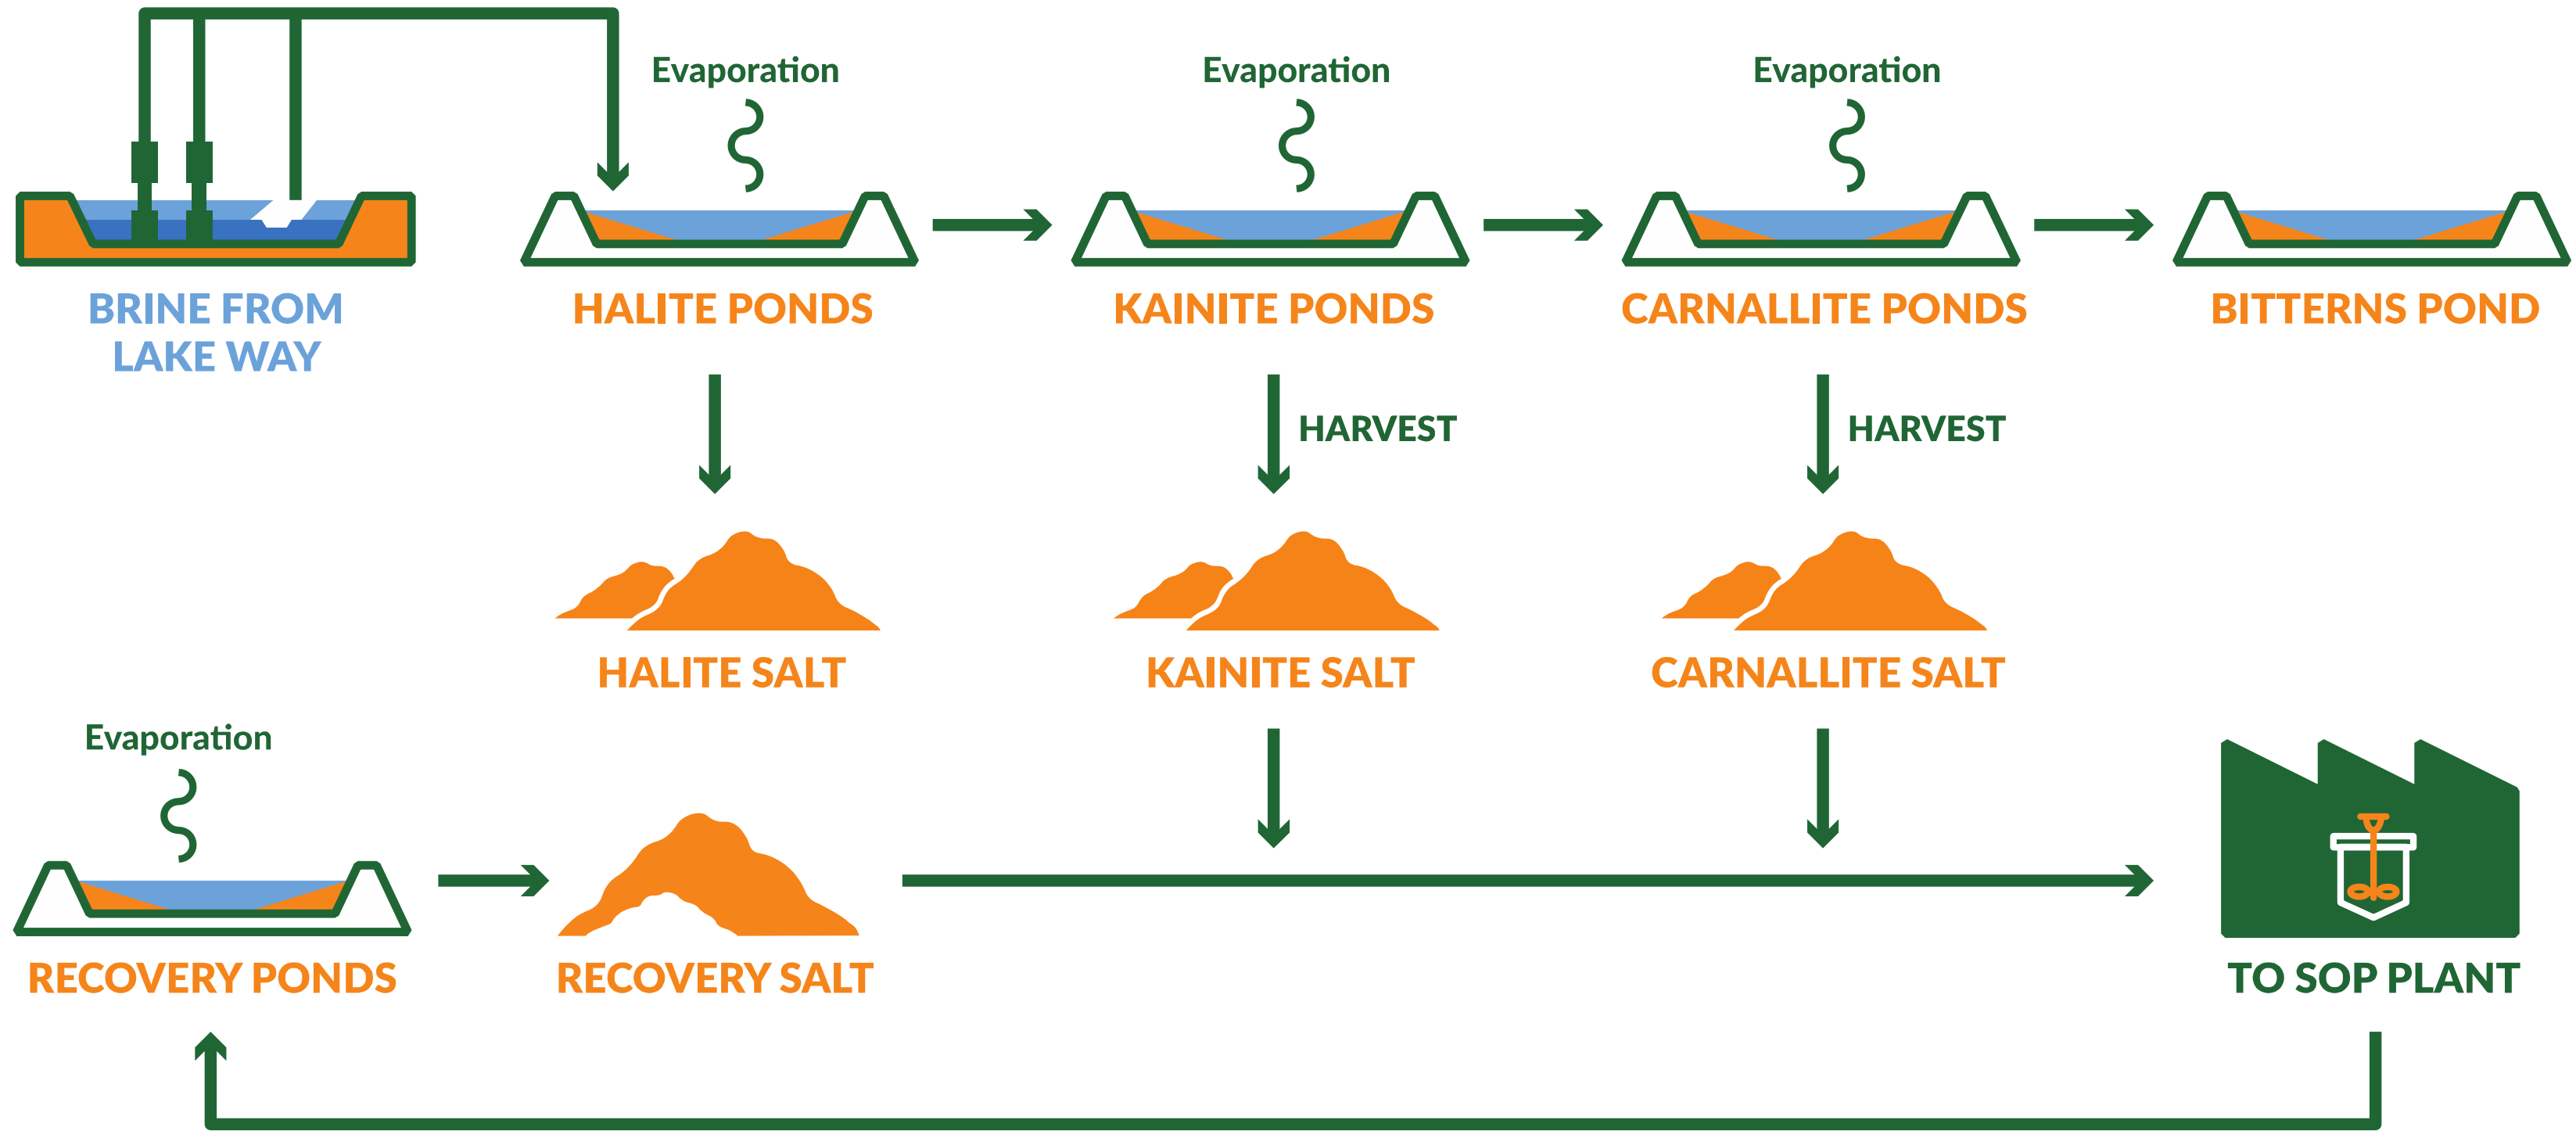 Evaporation
Evaporation
Evaporation
BRINE FROM
LAKE WAY
HALITE PONDS
KAINITE PONDS
CARNALLITE PONDS
BITTERNS POND
HARVEST
HARVEST
HALITE SALT
KAINITE SALT
CARNALLITE SALT
Evaporation
RECOVERY PONDS
RECOVERY SALT
TO SOP PLANT